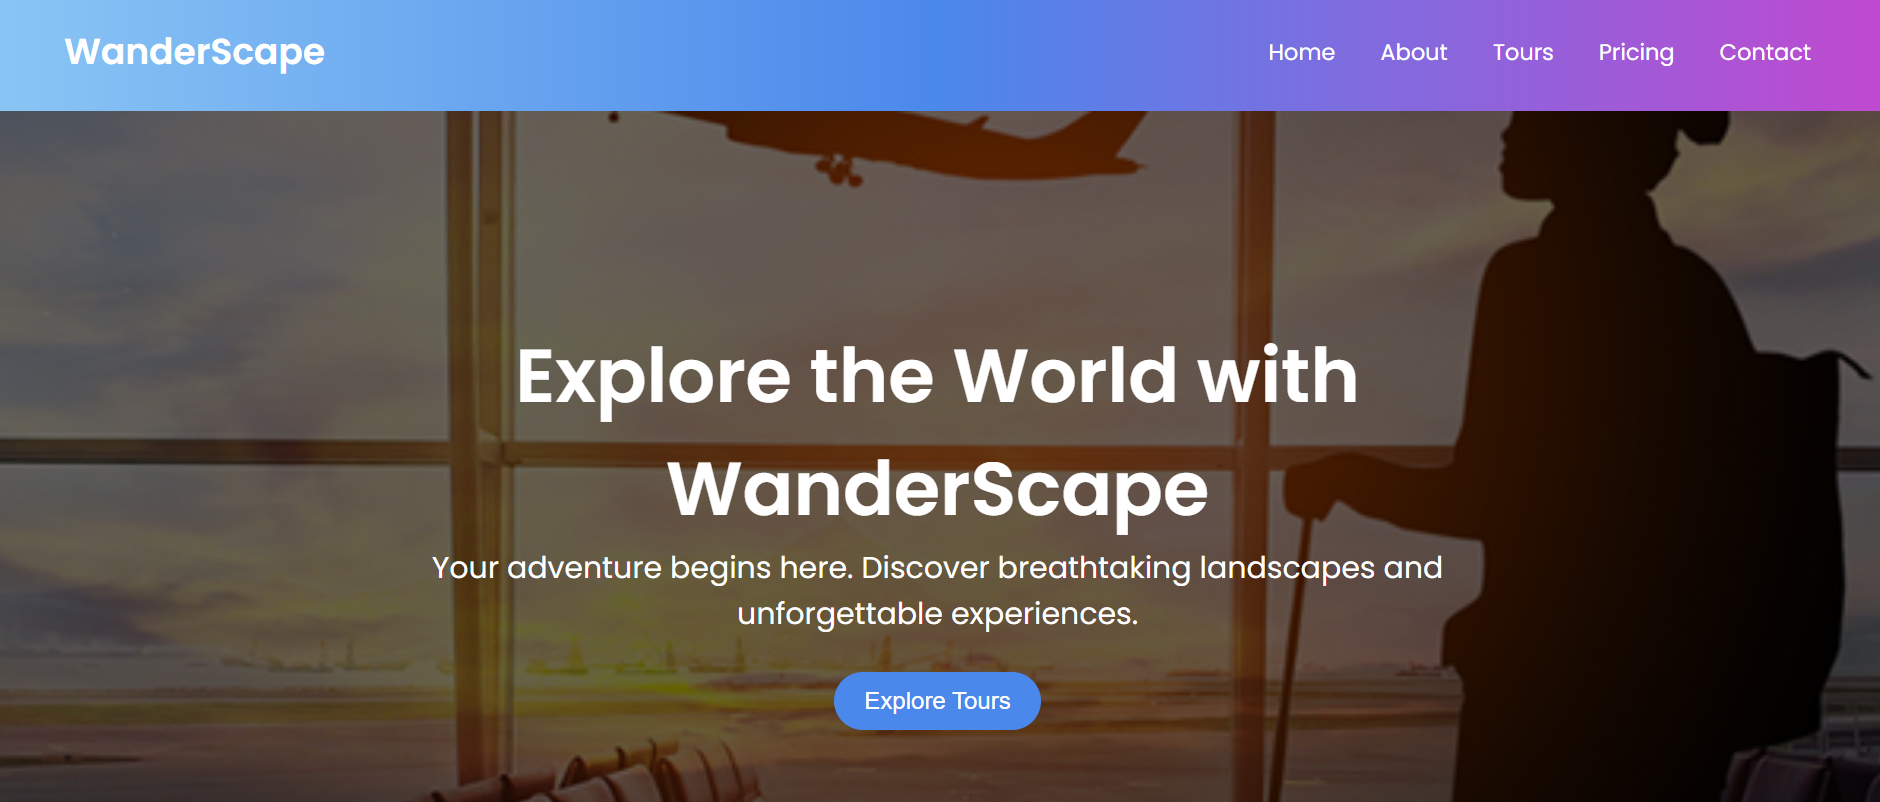 WanderScape
Home About Tours Pricing Contact
Explore the World with
WanderScape
Your adventure begins here. Discover breathtaking landscapes and
unforgettable experiences.
Explore Tours